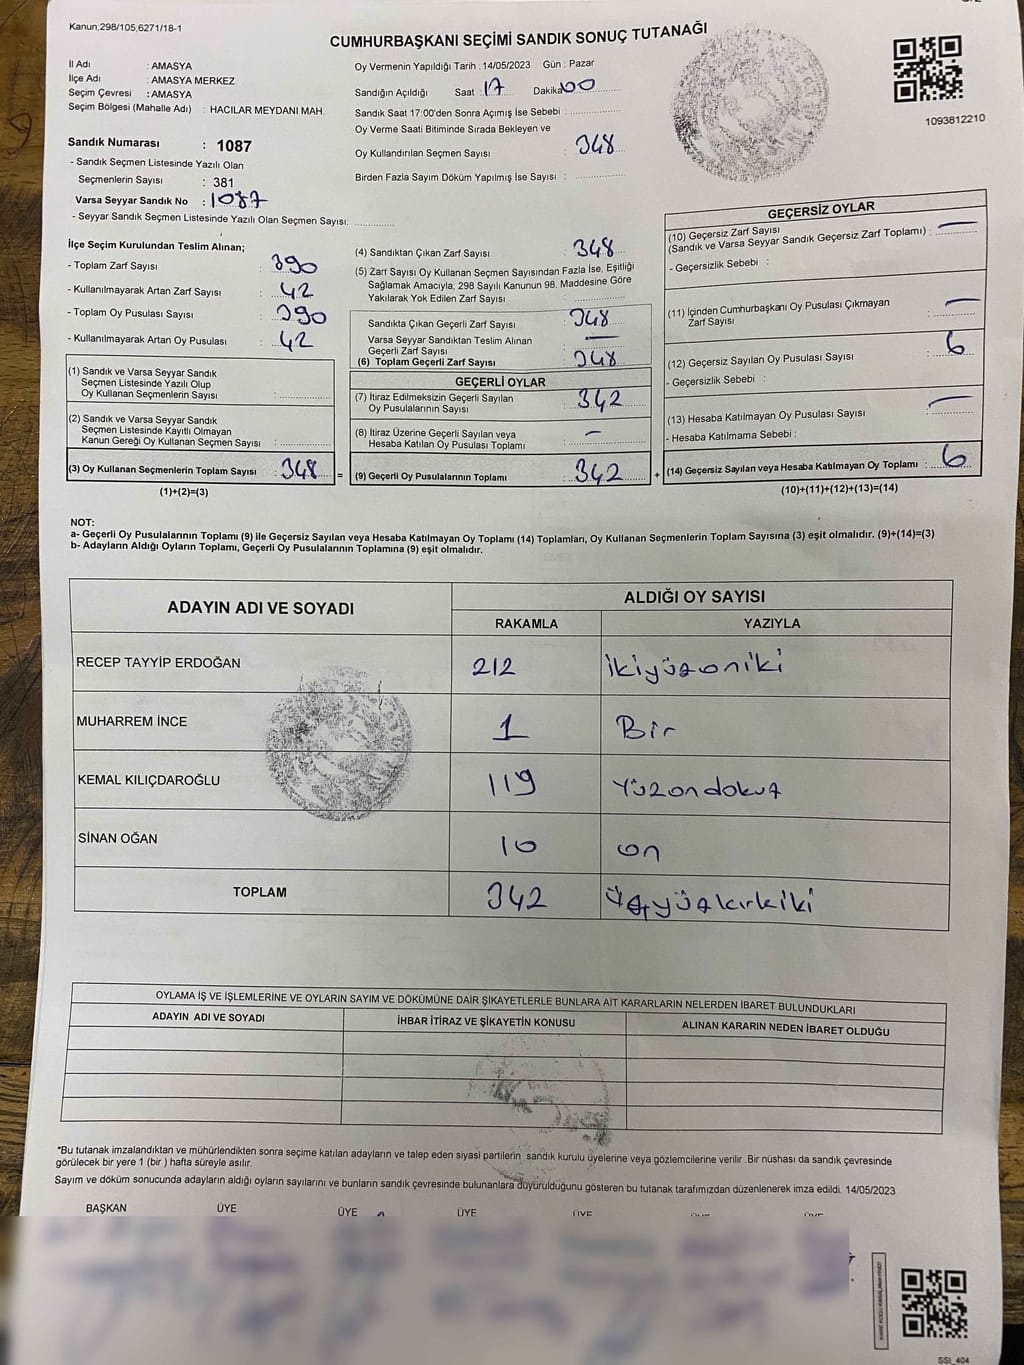 Kanun;298/105,6271/18-1
CUMHURBAŞKANI SEÇİMİ SANDIK SONUÇ TUTANAĞI
İl Adı : AMASYA
İlçe Adı : AMASYA MERKEZ
Seçim Çevresi : AMASYA
Seçim Bölgesi (Mahalle Adı) : HACILAR MEYDANI MAH.
Sandık Numarası : 1087
- Sandık Seçmen Listesinde Yazılı Olan
Seçmenlerin Sayısı : 381
Varsa Seyyar Sandık No : 1087
- Seyyar Sandık Seçmen Listesinde Yazılı Olan Seçmen Sayısı:
Oy Vermenin Yapıldığı Tarih : 14/05/2023 Gün : Pazar
Sandığın Açıldığı Saat : 17 Dakika 00
Sandık Saat 17:00'den Sonra Açımış İse Sebebi :
Oy Verme Saati Bitiminde Sırada Bekleyen ve
Oy Kullandırılan Seçmen Sayısı : 348
Birden Fazla Sayım Döküm Yapılmış İse Sayısı :
1093812210
İlçe Seçim Kurulundan Teslim Alınan;
- Toplam Zarf Sayısı : 390
- Kullanılmayarak Artan Zarf Sayısı : 42
- Toplam Oy Pusulası Sayısı : 390
- Kullanılmayarak Artan Oy Pusulası : 42
(1) Sandık ve Varsa Seyyar Sandık
Seçmen Listesinde Yazılı Olup
Oy Kullanan Seçmenlerin Sayısı :
(2) Sandık ve Varsa Seyyar Sandık
Seçmen Listesinde Kayıtlı Olmayan
Kanun Gereği Oy Kullanan Seçmen Sayısı :
(3) Oy Kullanan Seçmenlerin Toplam Sayısı : 348
(1)+(2)=(3)
(4) Sandıktan Çıkan Zarf Sayısı : 348
(5) Zarf Sayısı Oy Kullanan Seçmen Sayısından Fazla İse, Eşitliği
Sağlamak Amacıyla; 298 Sayılı Kanunun 98. Maddesine Göre
Yakılarak Yok Edilen Zarf Sayısı :
Sandıkta Çıkan Geçerli Zarf Sayısı : 348
Varsa Seyyar Sandıktan Teslim Alınan
Geçerli Zarf Sayısı : —
(6) Toplam Geçerli Zarf Sayısı : 348
GEÇERLİ OYLAR
(7) İtiraz Edilmeksizin Geçerli Sayılan
Oy Pusulalarının Sayısı : 342
(8) İtiraz Üzerine Geçerli Sayılan veya
Hesaba Katılan Oy Pusulası Toplamı : —
= (9) Geçerli Oy Pusulalarının Toplamı : 342 +
GEÇERSİZ OYLAR
(10) Geçersiz Zarf Sayısı
(Sandık ve Varsa Seyyar Sandık Geçersiz Zarf Toplamı) : —
- Geçersizlik Sebebi :
(11) İçinden Cumhurbaşkanı Oy Pusulası Çıkmayan
Zarf Sayısı : —
(12) Geçersiz Sayılan Oy Pusulası Sayısı : 6
- Geçersizlik Sebebi :
(13) Hesaba Katılmayan Oy Pusulası Sayısı : —
- Hesaba Katılmama Sebebi :
(14) Geçersiz Sayılan veya Hesaba Katılmayan Oy Toplamı : 6
(10)+(11)+(12)+(13)=(14)
NOT:
a- Geçerli Oy Pusulalarının Toplamı (9) ile Geçersiz Sayılan veya Hesaba Katılmayan Oy Toplamı (14) Toplamları, Oy Kullanan Seçmenlerin Toplam Sayısına (3) eşit olmalıdır. (9)+(14)=(3)
b- Adayların Aldığı Oyların Toplamı, Geçerli Oy Pusulalarının Toplamına (9) eşit olmalıdır.
ADAYIN ADI VE SOYADI ALDIĞI OY SAYISI
RAKAMLA YAZIYLA
RECEP TAYYİP ERDOĞAN 212 ikiyüzoniki
MUHARREM İNCE 1 Bir
KEMAL KILIÇDAROĞLU 119 Yüzondokuz
SİNAN OĞAN 10 on
TOPLAM 342 üçyüzkırkiki
OYLAMA İŞ VE İŞLEMLERİNE VE OYLARIN SAYIM VE DÖKÜMÜNE DAİR ŞİKAYETLERLE BUNLARA AİT KARARLARIN NELERDEN İBARET BULUNDUKLARI
ADAYIN ADI VE SOYADI İHBAR İTİRAZ VE ŞİKAYETİN KONUSU ALINAN KARARIN NEDEN İBARET OLDUĞU
*Bu tutanak imzalandıktan ve mühürlendikten sonra seçime katılan adayların ve talep eden siyasi partilerin sandık kurulu üyelerine veya gözlemcilerine verilir. Bir nüshası da sandık çevresinde
görülecek bir yere 1 (bir) hafta süreyle asılır.
Sayım ve döküm sonucunda adayların aldığı oyların sayılarını ve bunların sandık çevresinde bulunanlara duyurulduğunu gösteren bu tutanak tarafımızdan düzenlenerek imza edildi. 14/05/2023
BAŞKAN ÜYE ÜYE ÜYE ÜYE
SSI_404